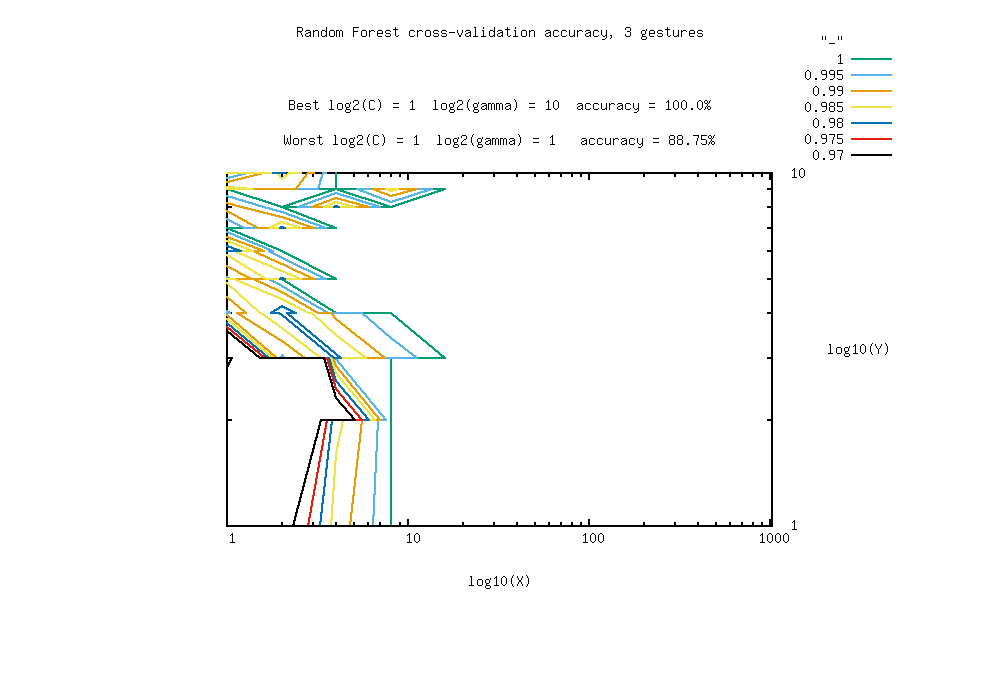 Random Forest cross-validation accuracy, 3 gestures
"_"
1
0.995
0.99
0.985
0.98
0.975
0.97
Best log2(C) = 1 log2(gamma) = 10 accuracy = 100.0%
Worst log2(C) = 1 log2(gamma) = 1 accuracy = 88.75%
10
log10(Y)
1
1 10 100 1000
log10(X)